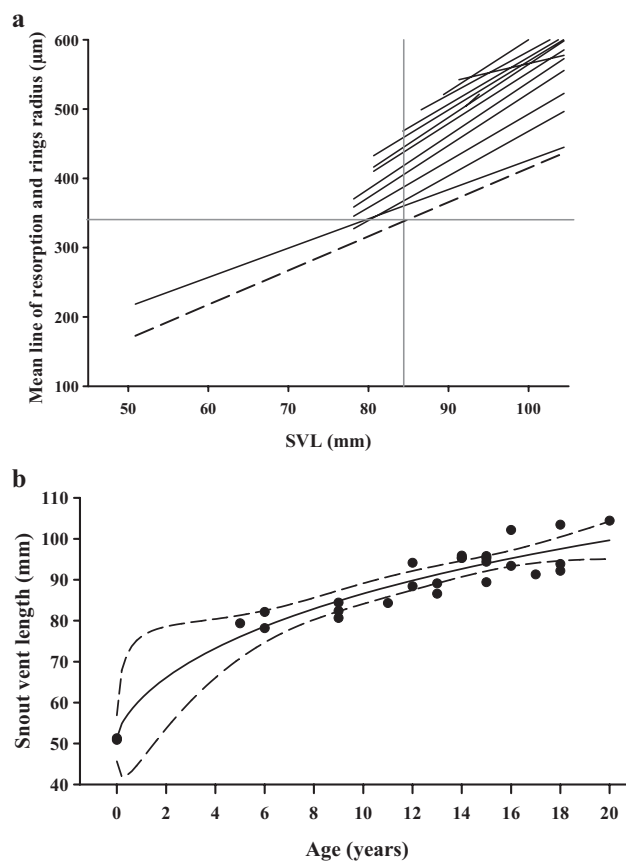 a
Mean line of resorption and rings radius (µm)
600
500
400
300
200
100
50 60 70 80 90 100
SVL (mm)
b
Snout vent length (mm)
110
100
90
80
70
60
50
40
0 2 4 6 8 10 12 14 16 18 20
Age (years)